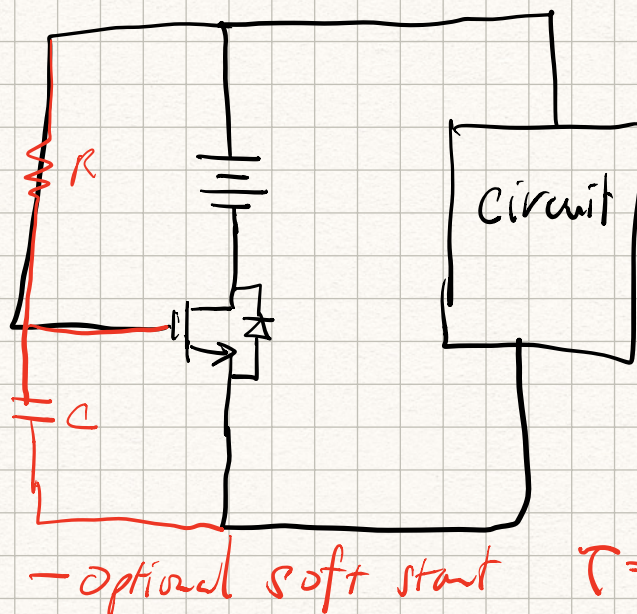 R
circuit
C
- optional soft start τ=